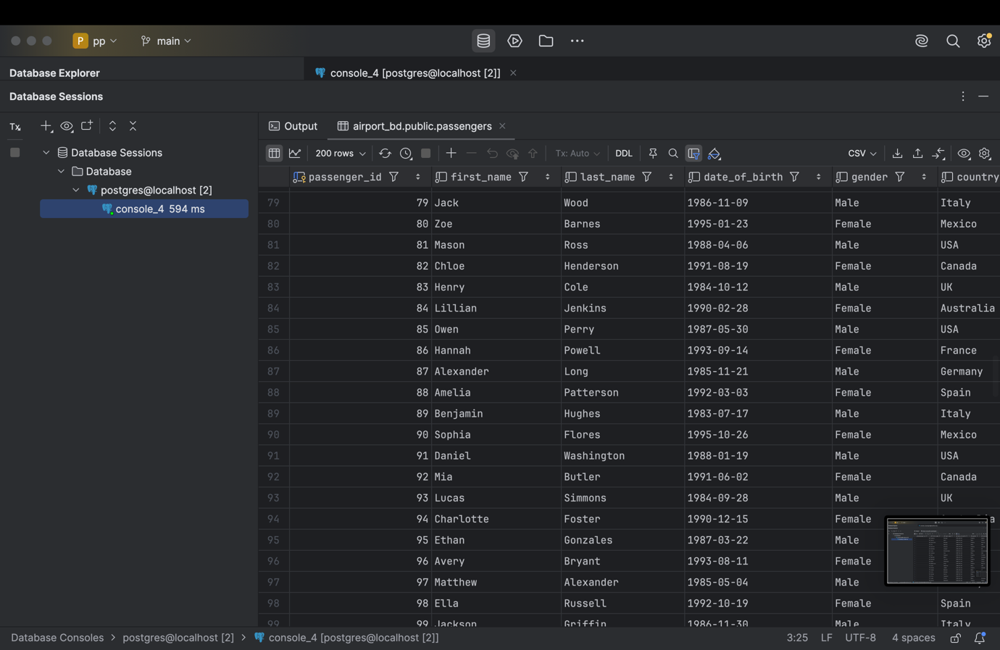 P pp main
Database Explorer console_4 [postgres@localhost [2]]
Database Sessions
Tx Output airport_bd.public.passengers
Database Sessions 200 rows Tx: Auto DDL CSV
Database
postgres@localhost [2]
console_4 594 ms
passenger_id first_name last_name date_of_birth gender country
79 79 Jack Wood 1986-11-09 Male Italy
80 80 Zoe Barnes 1995-01-23 Female Mexico
81 81 Mason Ross 1988-04-06 Male USA
82 82 Chloe Henderson 1991-08-19 Female Canada
83 83 Henry Cole 1984-10-12 Male UK
84 84 Lillian Jenkins 1990-02-28 Female Australia
85 85 Owen Perry 1987-05-30 Male USA
86 86 Hannah Powell 1993-09-14 Female France
87 87 Alexander Long 1985-11-21 Male Germany
88 88 Amelia Patterson 1992-03-03 Female Spain
89 89 Benjamin Hughes 1983-07-17 Male Italy
90 90 Sophia Flores 1995-10-26 Female Mexico
91 91 Daniel Washington 1988-01-19 Male USA
92 92 Mia Butler 1991-06-02 Female Canada
93 93 Lucas Simmons 1984-09-28 Male UK
94 94 Charlotte Foster 1990-12-15 Female
95 95 Ethan Gonzales 1987-03-22 Male
96 96 Avery Bryant 1993-08-11 Female
97 97 Matthew Alexander 1985-05-04 Male
98 98 Ella Russell 1992-10-19 Female Spain
99 99 Jackson Griffin 1986-11-30 Male Italy
Database Consoles > postgres@localhost [2] > console_4 [postgres@localhost [2]] 3:25 LF UTF-8 4 spaces